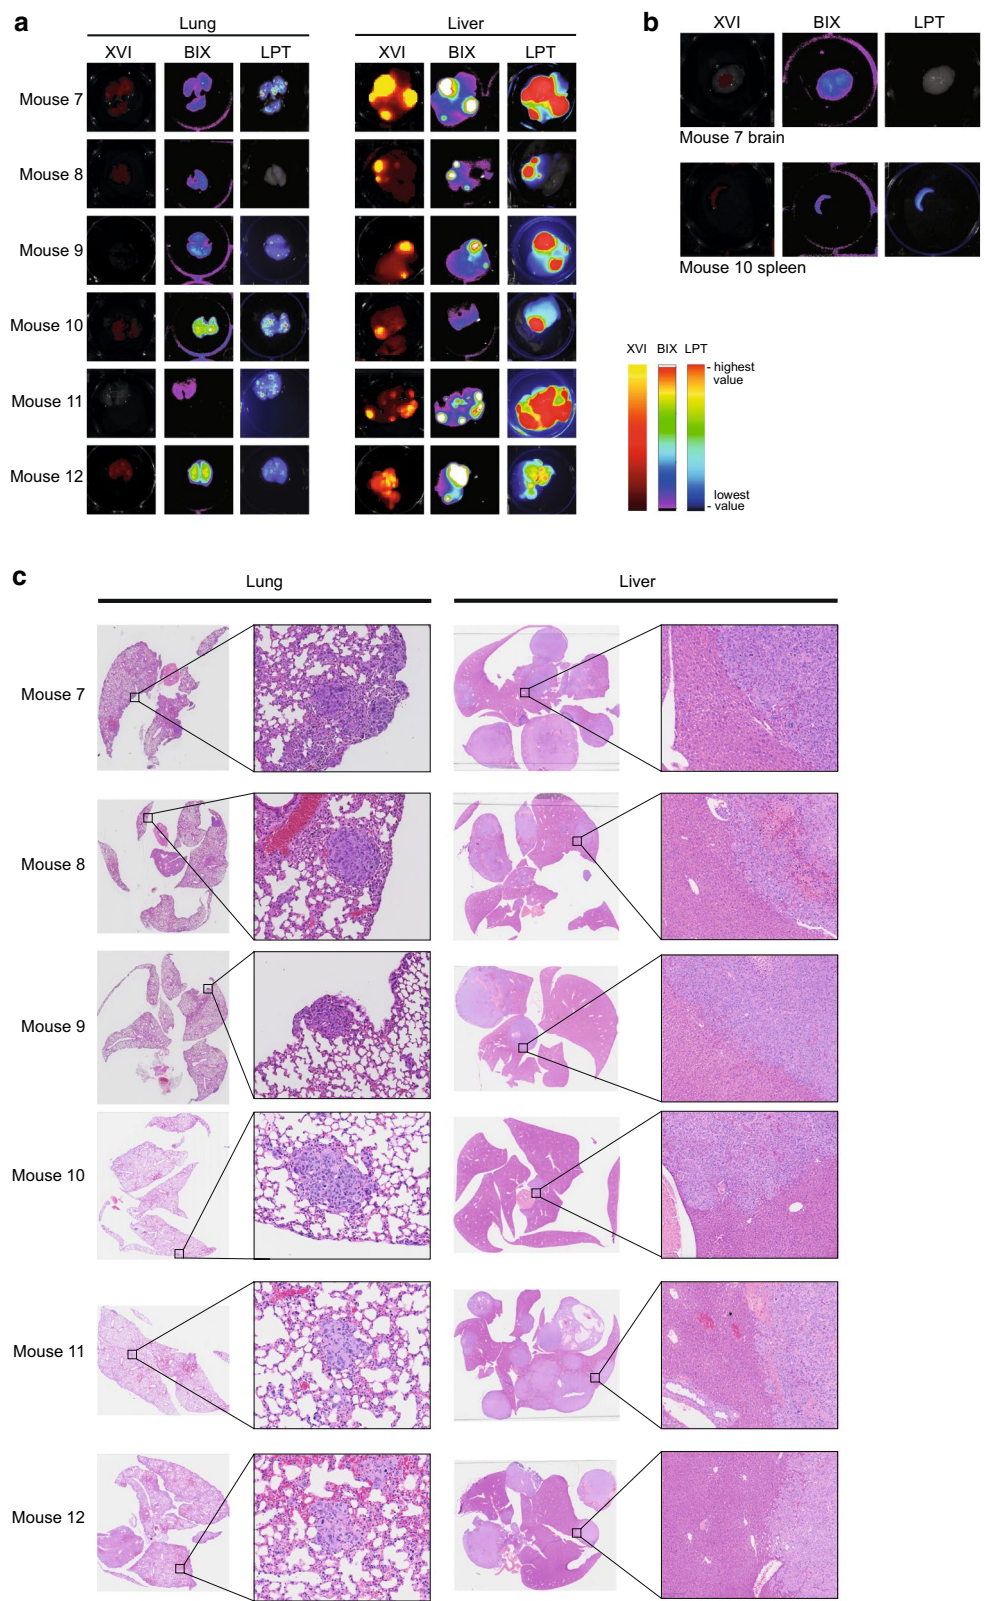 a
Lung
Liver
XVI BIX LPT XVI BIX LPT
Mouse 7
Mouse 8
Mouse 9
Mouse 10
Mouse 11
Mouse 12
b
XVI BIX LPT
Mouse 7 brain
Mouse 10 spleen
XVI BIX LPT
- highest
value
lowest
- value
c
Lung
Liver
Mouse 7
Mouse 8
Mouse 9
Mouse 10
Mouse 11
Mouse 12